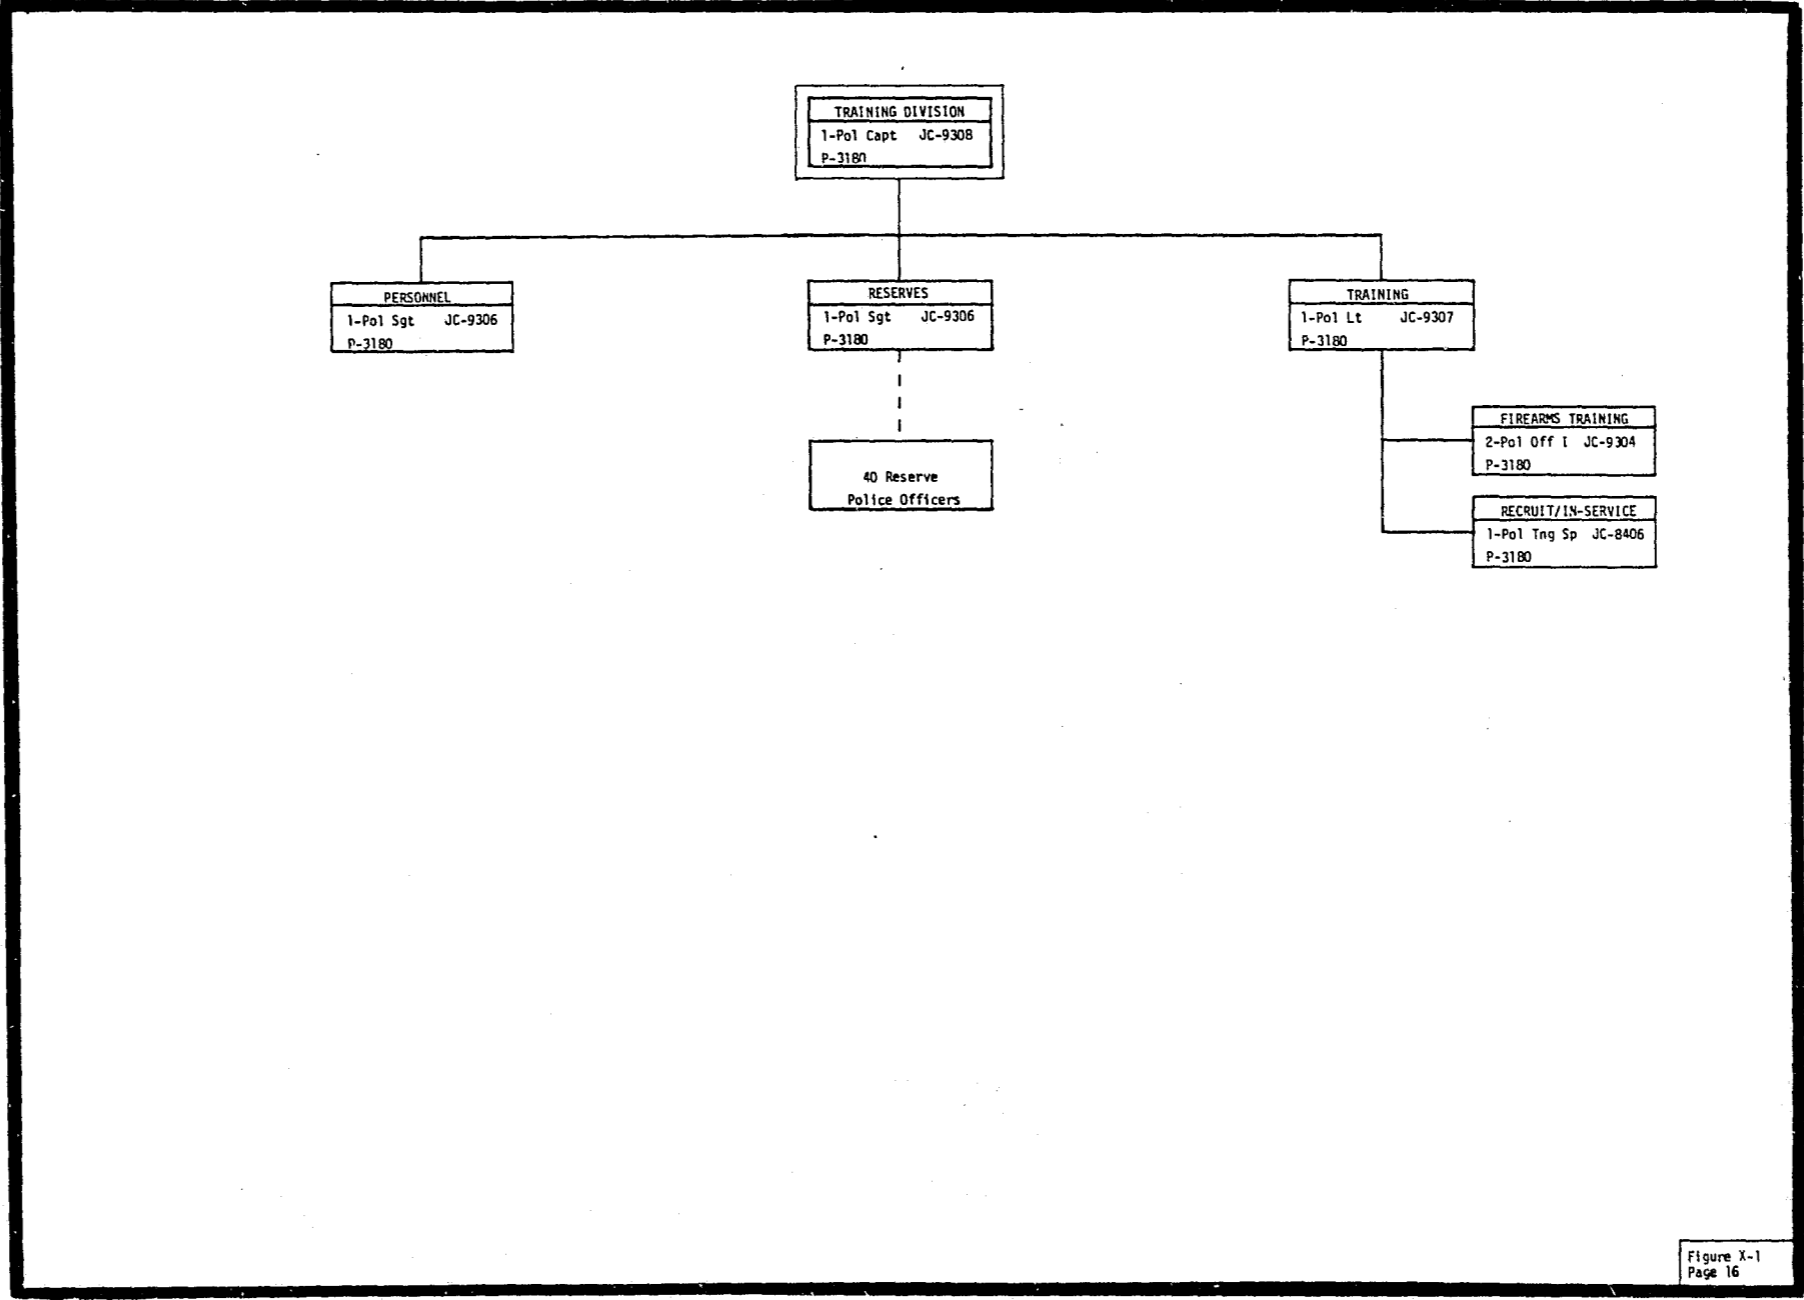 TRAINING DIVISION
1-Pol Capt JC-9308
P-3180
PERSONNEL
1-Pol Sgt JC-9306
P-3180
RESERVES
1-Pol Sgt JC-9306
P-3180
TRAINING
1-Pol Lt JC-9307
P-3180
40 Reserve
Police Officers
FIREARMS TRAINING
2-Pol Off I JC-9304
P-3180
RECRUIT/IN-SERVICE
1-Pol Tng Sp JC-8406
P-3180
Figure X-1
Page 16